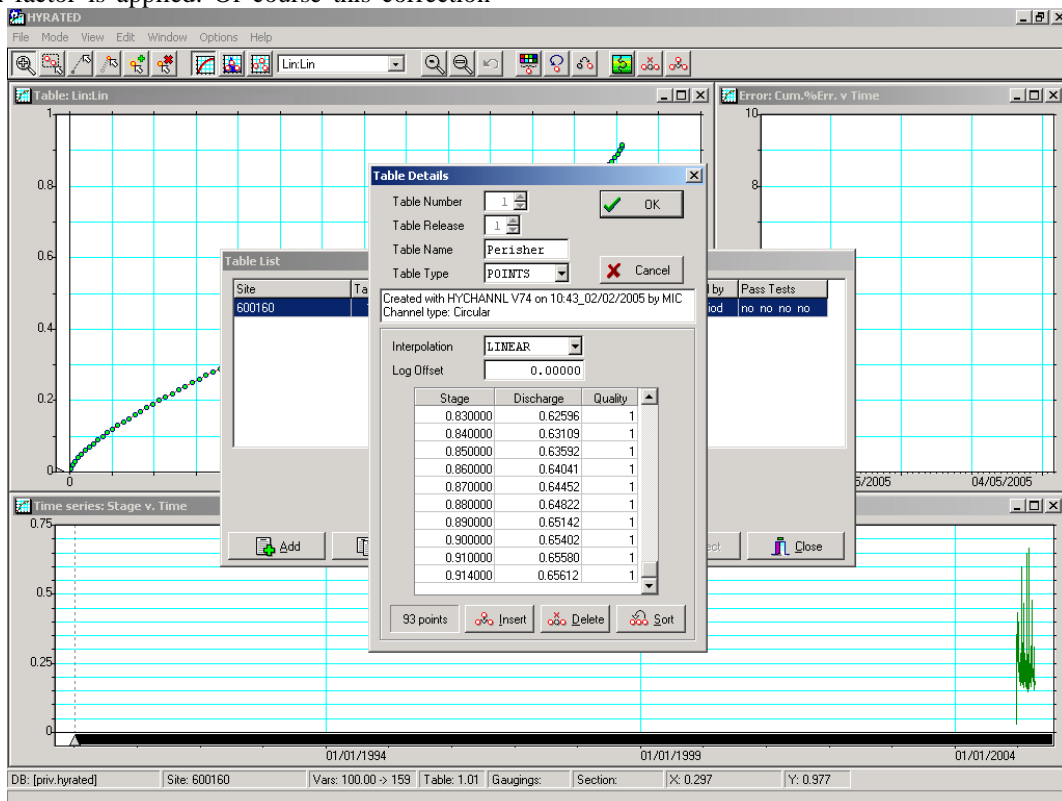 factor is applied. Of course this correction
HYRATED
File Mode View Edit Window Options Help
Lin:Lin
Table: Lin:Lin
Error: Cum.%Err. v Time
1
0.8
0.6
0.4
0.2
0
0
10
8
5/2005
04/05/2005
Table List
Site
Ta
by
Pass Tests
600160
iod
no no no no
Add
ect
Close
Table Details
Table Number
1
OK
Table Release
1
Table Name
Perisher
Table Type
POINTS
Cancel
Created with HYCHANNL V74 on 10:43_02/02/2005 by MIC
Channel type: Circular
Interpolation
LINEAR
Log Offset
0.00000
Stage Discharge Quality
0.830000 0.62596 1
0.840000 0.63109 1
0.850000 0.63592 1
0.860000 0.64041 1
0.870000 0.64452 1
0.880000 0.64822 1
0.890000 0.65142 1
0.900000 0.65402 1
0.910000 0.65580 1
0.914000 0.65612 1
93 points
Insert
Delete
Sort
Time series: Stage v. Time
0.75
0.5
0.25
0
01/01/1994
01/01/1999
01/01/2004
DB: [priv.hyrated]
Site: 600160
Vars: 100.00 -> 159
Table: 1.01
Gaugings:
Section:
X: 0.297
Y: 0.977